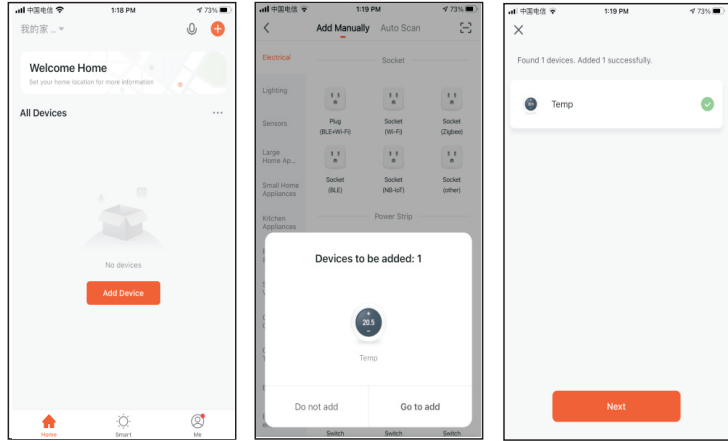 中国电信
1:18 PM
73%
我的家 ...
Welcome Home
Set your home location for more information
All Devices
...
No devices
Add Device
Home
Smart
Me
中国电信
1:19 PM
73%
Add Manually
Auto Scan
Electrical
Socket
Lighting
Plug
(BLE+Wi-Fi)
Socket
(Wi-Fi)
Socket
(Zigbee)
Sensors
Large
Home Ap...
Socket
(BLE)
Socket
(NB-IoT)
Socket
(other)
Small Home
Appliances
Kitchen
Appliances
Power Strip
Devices to be added: 1
20.5
Temp
Do not add
Go to add
Switch
Switch
Switch
中国电信
1:19 PM
73%
Found 1 devices. Added 1 successfully.
Temp
Next